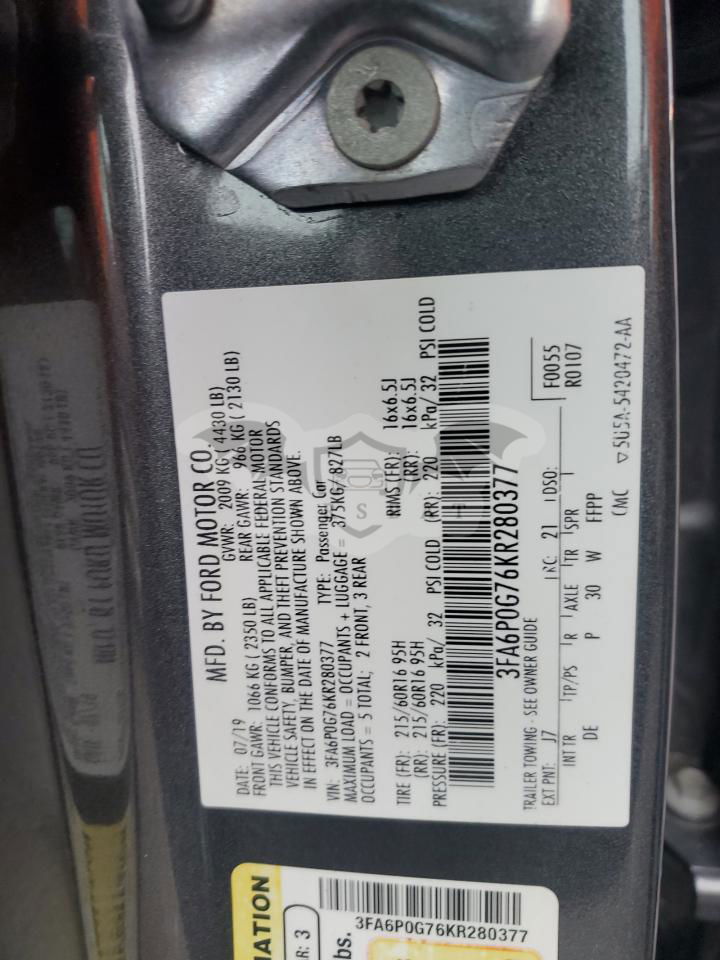 MFD. BY FORD MOTOR CO.
DATE: 07/19 GVWR: 2009 KG ( 4430 LB)
FRONT GAWR: 1066 KG ( 2350 LB) REAR GAWR: 966 KG ( 2130 LB)
THIS VEHICLE CONFORMS TO ALL APPLICABLE FEDERAL MOTOR
VEHICLE SAFETY, BUMPER, AND THEFT PREVENTION STANDARDS
IN EFFECT ON THE DATE OF MANUFACTURE SHOWN ABOVE.
VIN: 3FA6P0G76KR280377 TYPE: Passenger Car
MAXIMUM LOAD = OCCUPANTS + LUGGAGE = 375KG / 827LB
OCCUPANTS = 5 TOTAL; 2 FRONT, 3 REAR
TIRE (FR): 215/60R16 95H RIMS (FR): 16x6.5J
(RR): 215/60R16 95H (RR): 16x6.5J
PRESSURE (FR): 220 kPa/ 32 PSI COLD (RR): 220 kPa/ 32 PSI COLD
3FA6P0G76KR280377
TRAILER TOWING - SEE OWNER GUIDE
EXT PNT: J7 RC: 21 DSO: F0055
R0107
INT TR TP/PS R AXLE TR SPR
DE P 30 W FFPP
CMC ▽ 5U5A-5420472-AA
S H
MATION
R: 3
bs.
3FA6P0G76KR280377